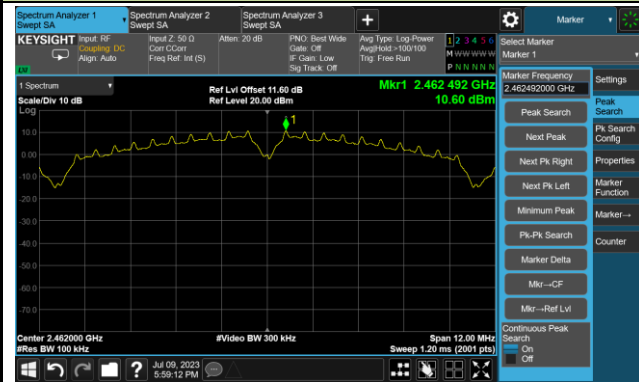 Spectrum Analyzer 1
Swept SA
Spectrum Analyzer 2
Swept SA
Spectrum Analyzer 3
Swept SA
Marker
KEYSIGHT
Input: RF
Coupling: DC
Align: Auto
Input Z: 50 Ω
Corr CCorr
Freq Ref: Int (S)
Atten: 20 dB
PNO: Best Wide
Gate: Off
IF Gain: Low
Sig Track: Off
Avg Type: Log-Power
Avg|Hold:>100/100
Trig: Free Run
1 2 3 4 5 6
M W W W W W
P N N N N N
Select Marker
Marker 1
LW
1 Spectrum
Scale/Div 10 dB
Log
Ref Lvl Offset 11.60 dB
Ref Level 20.00 dBm
Mkr1 2.462 492 GHz
10.60 dBm
1
10.0
0.00
-10.0
-20.0
-30.0
-40.0
-50.0
-60.0
-70.0
Center 2.462000 GHz
#Res BW 100 kHz
#Video BW 300 kHz
Span 12.00 MHz
Sweep 1.20 ms (2001 pts)
Marker Frequency
2.462492000 GHz
Peak Search
Next Peak
Next Pk Right
Next Pk Left
Minimum Peak
Pk-Pk Search
Marker Delta
Mkr→CF
Mkr→Ref Lvl
Continuous Peak
Search
On
Off
Settings
Peak
Search
Pk Search
Config
Properties
Marker
Function
Marker→
Counter
Jul 09, 2023
5:59:12 PM